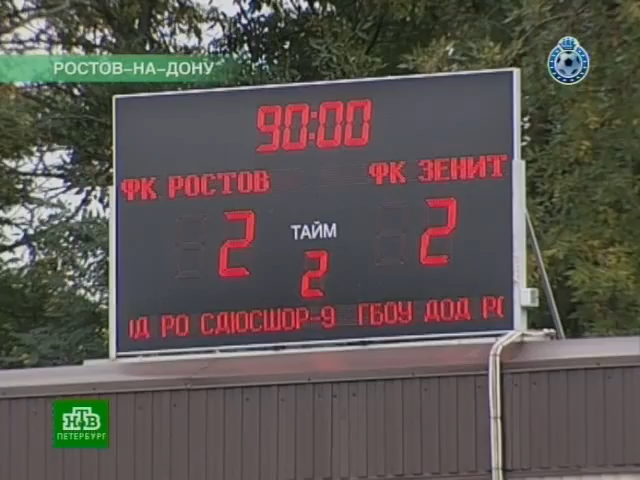 РОСТОВ-НА-ДОНУ
90:00
ФК РОСТОВ ФК ЗЕНИТ
2 ТАЙМ 2
2
РО СДЮСШОР-9 ГБОУ ДОД
НТВ
ПЕТЕРБУРГ